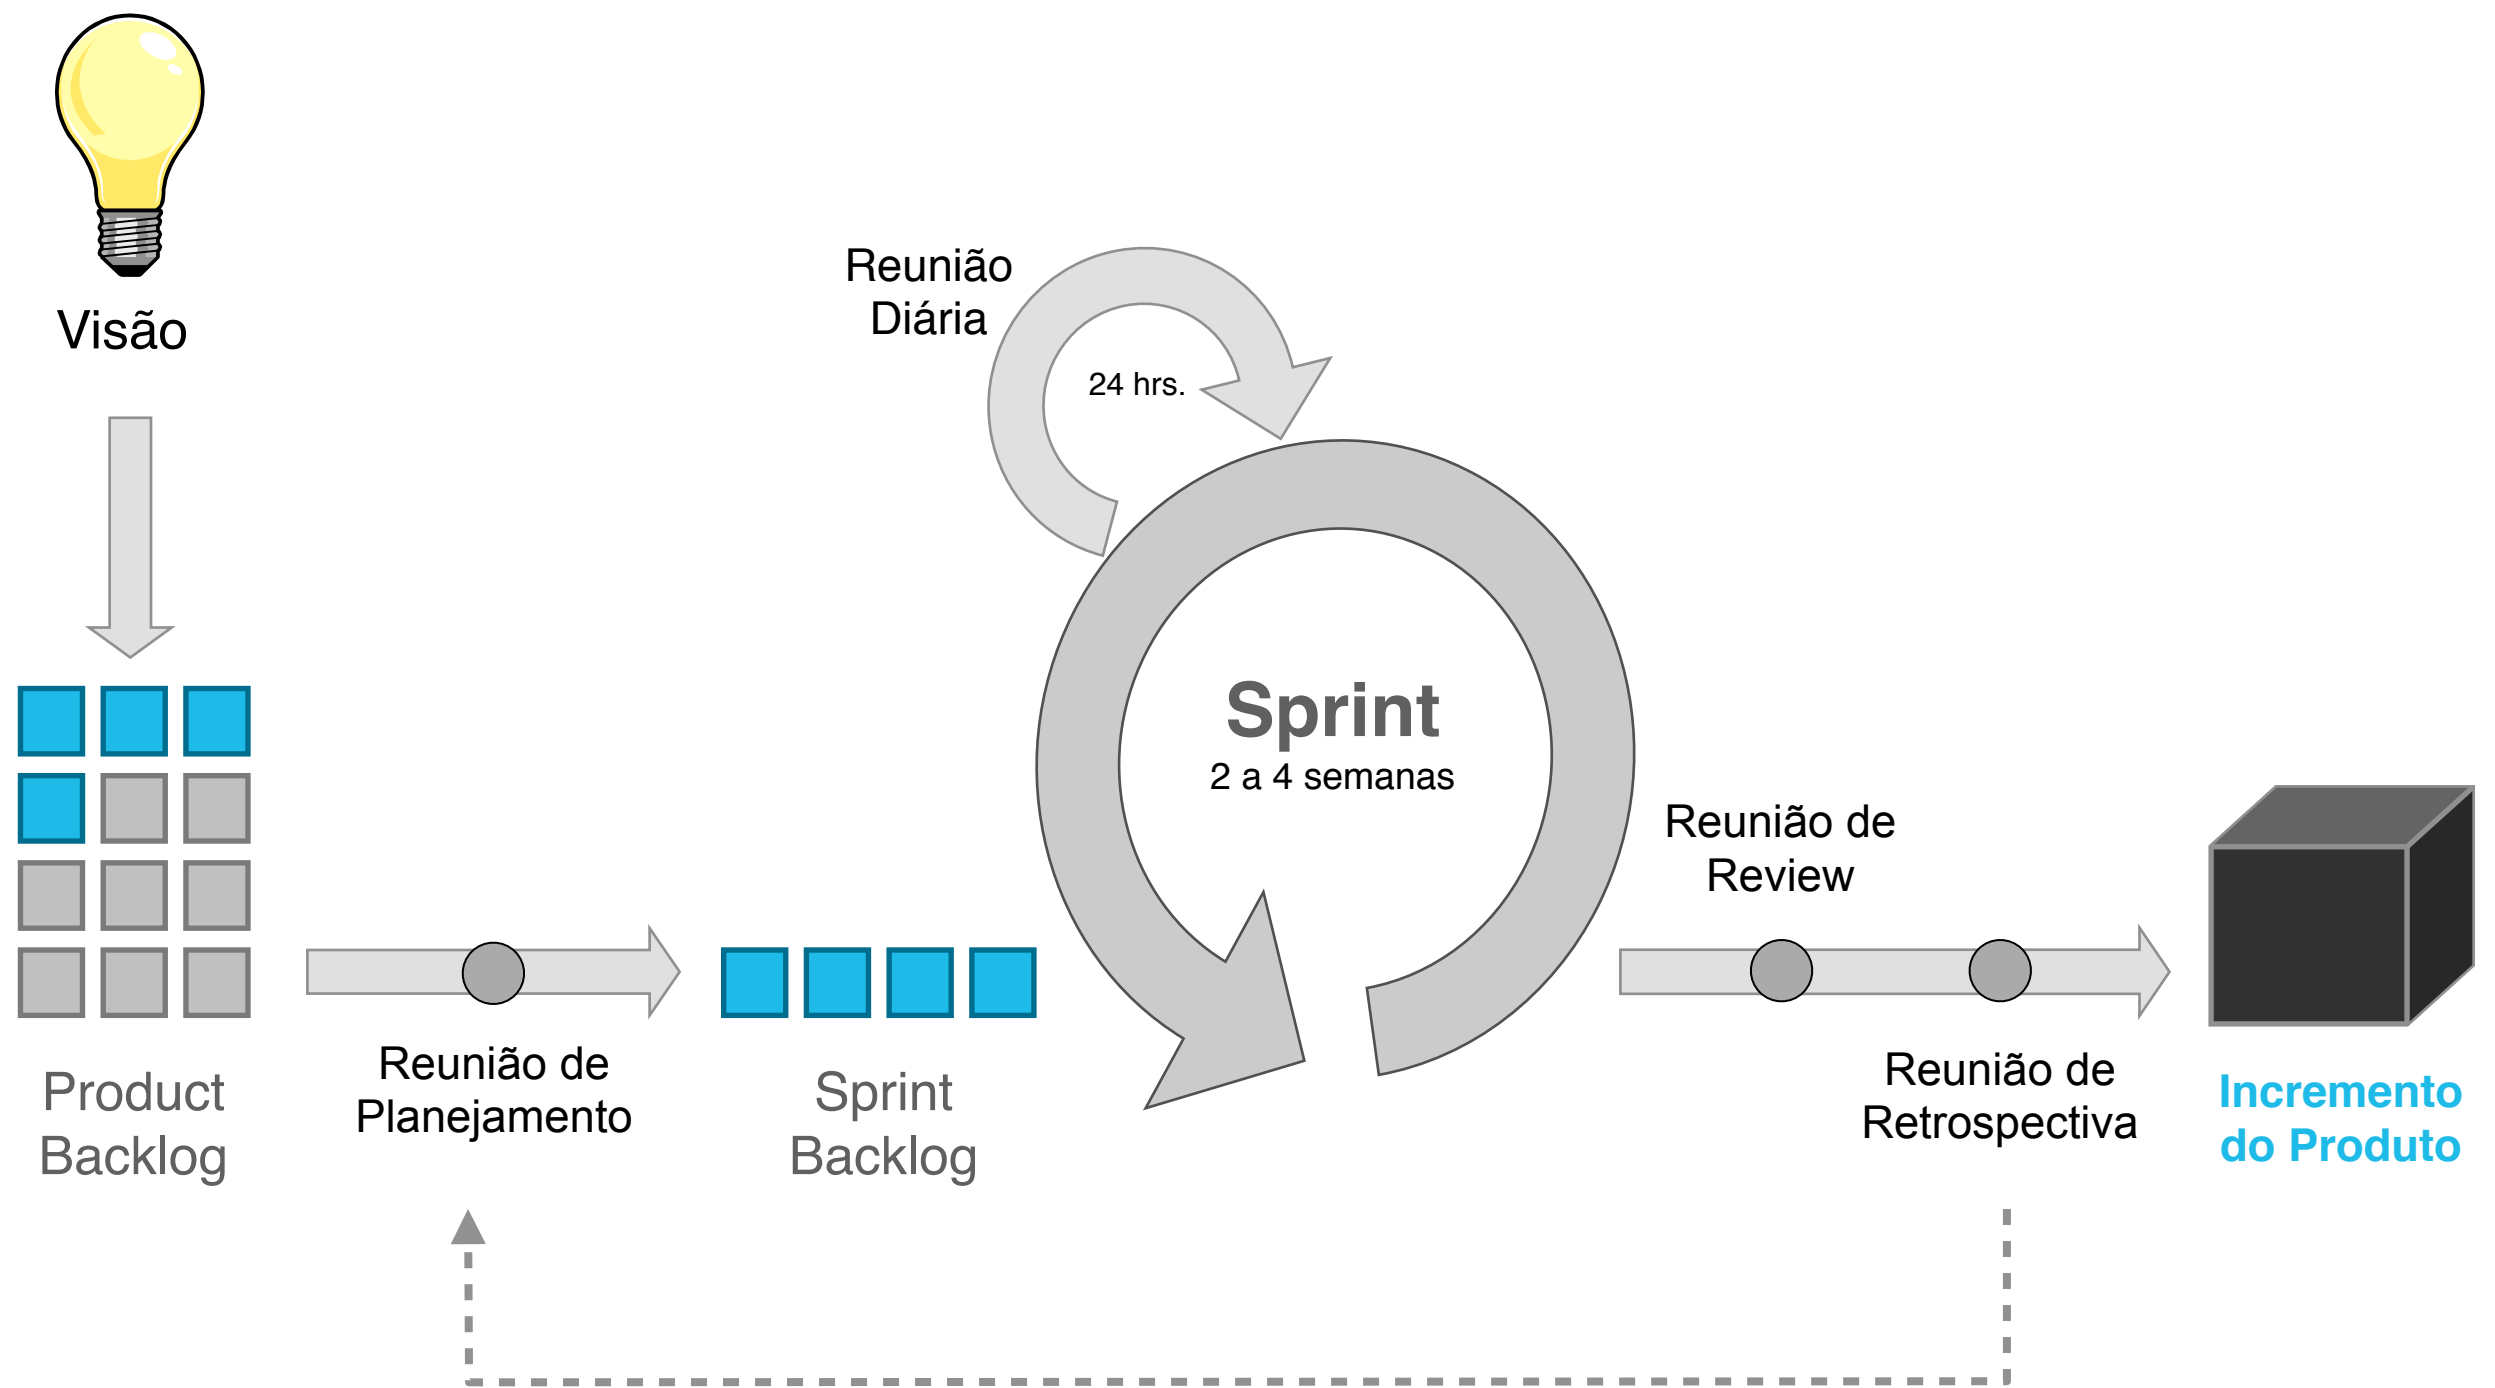 Visão
Reunião
Diária
24 hrs.
Sprint
2 a 4 semanas
Product
Backlog
Reunião de
Planejamento
Sprint
Backlog
Reunião de
Review
Reunião de
Retrospectiva
Incremento
do Produto